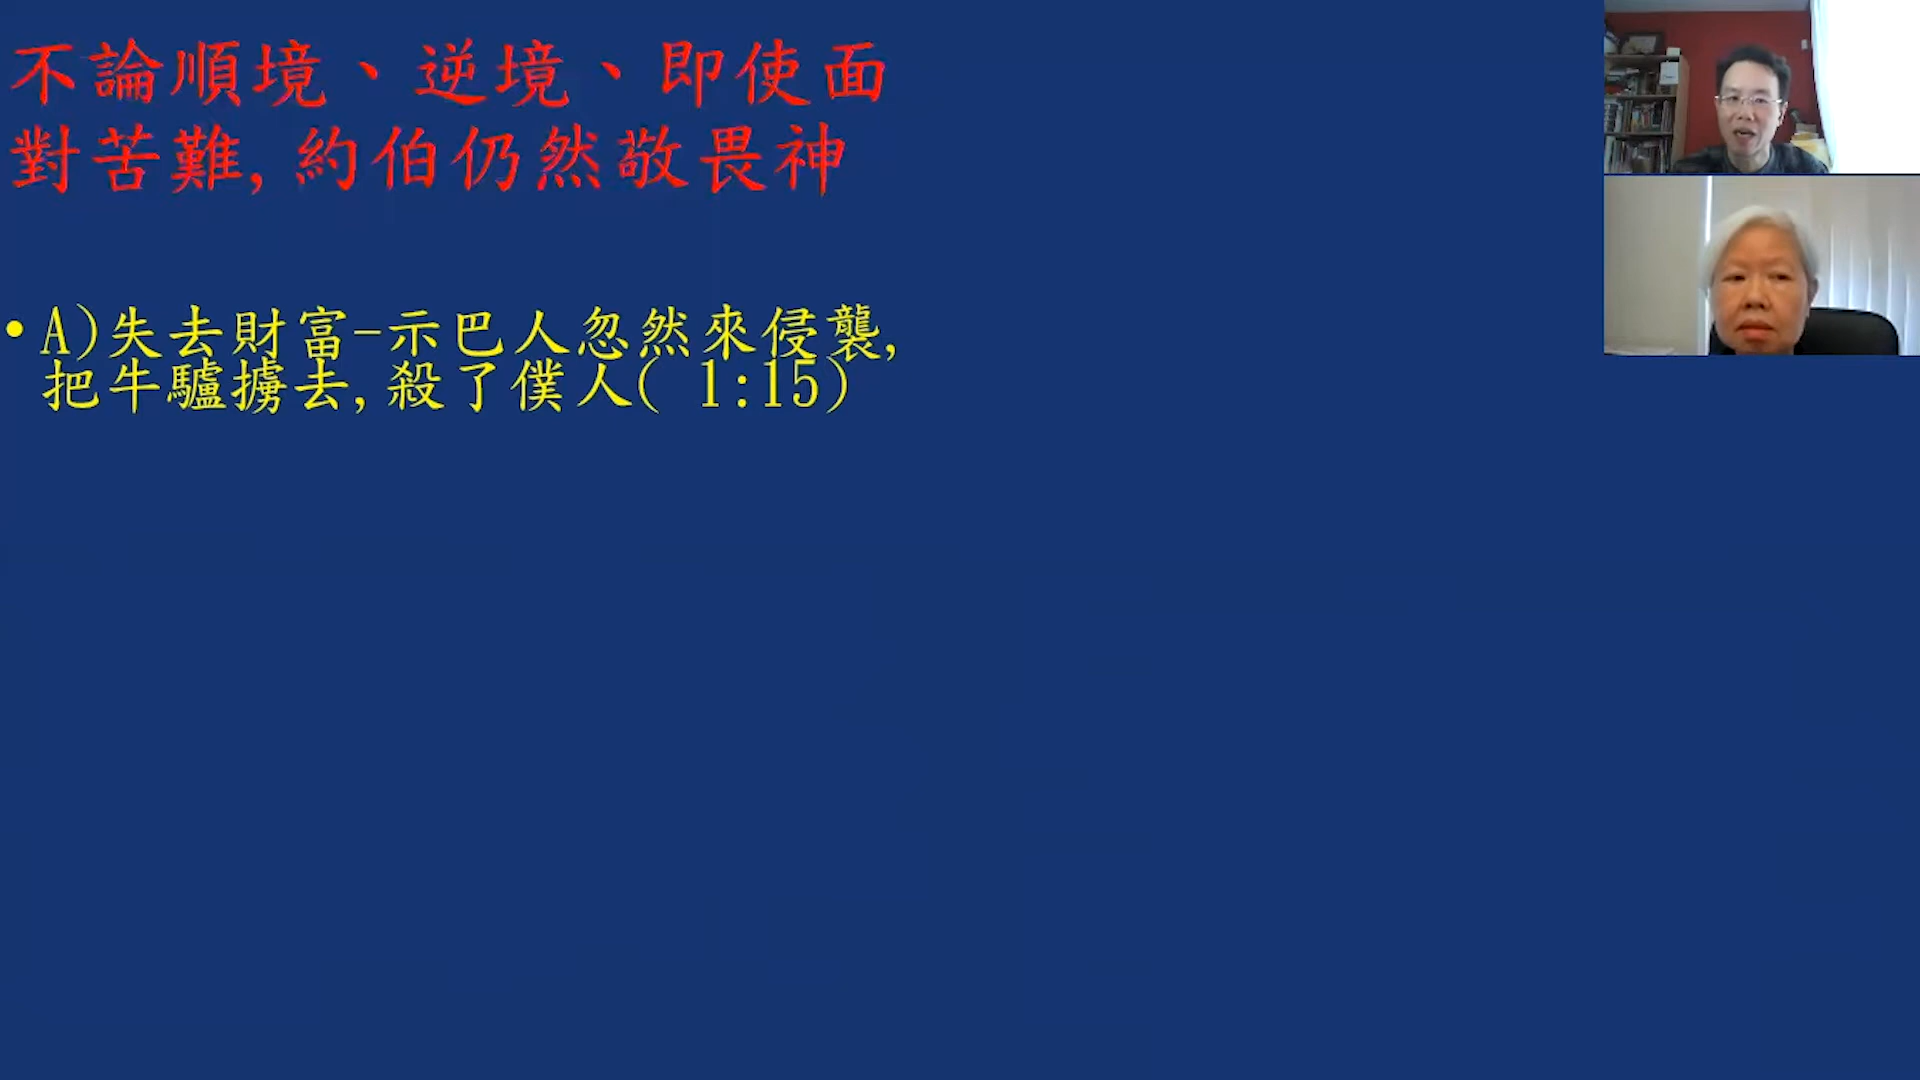 不論順境、逆境、即使面
對苦難,約伯仍然敬畏神
•A)失去財富-示巴人忽然來侵襲,
把牛驢擄去,殺了僕人( 1:15)